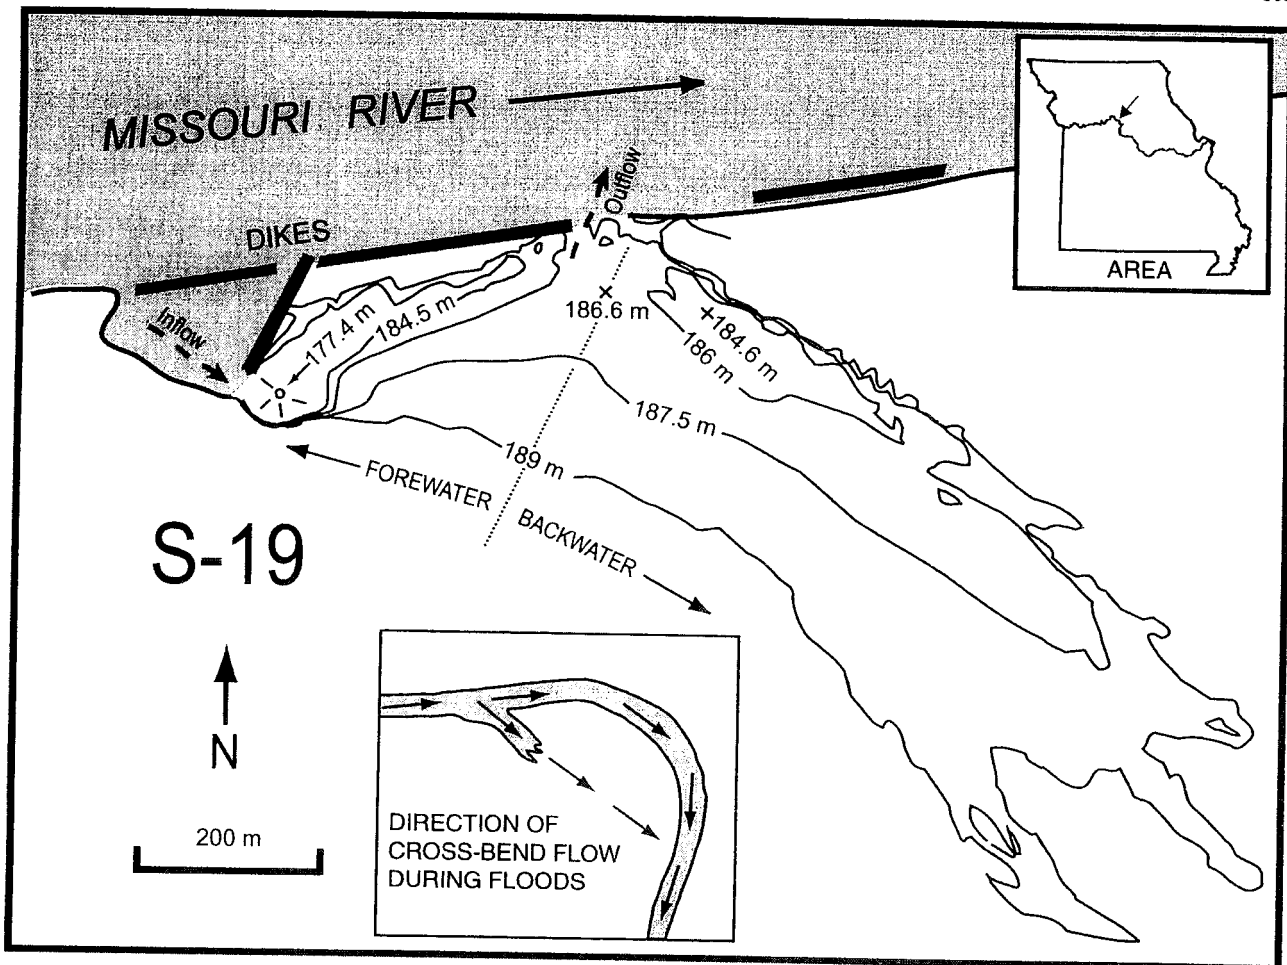 MISSOURI RIVER
AREA
Outflow
DIKES
Inflow
177.4 m
184.5 m
186.6 m
184.6 m
186 m
187.5 m
189 m
FOREWATER
BACKWATER
S-19
N
200 m
DIRECTION OF
CROSS-BEND FLOW
DURING FLOODS